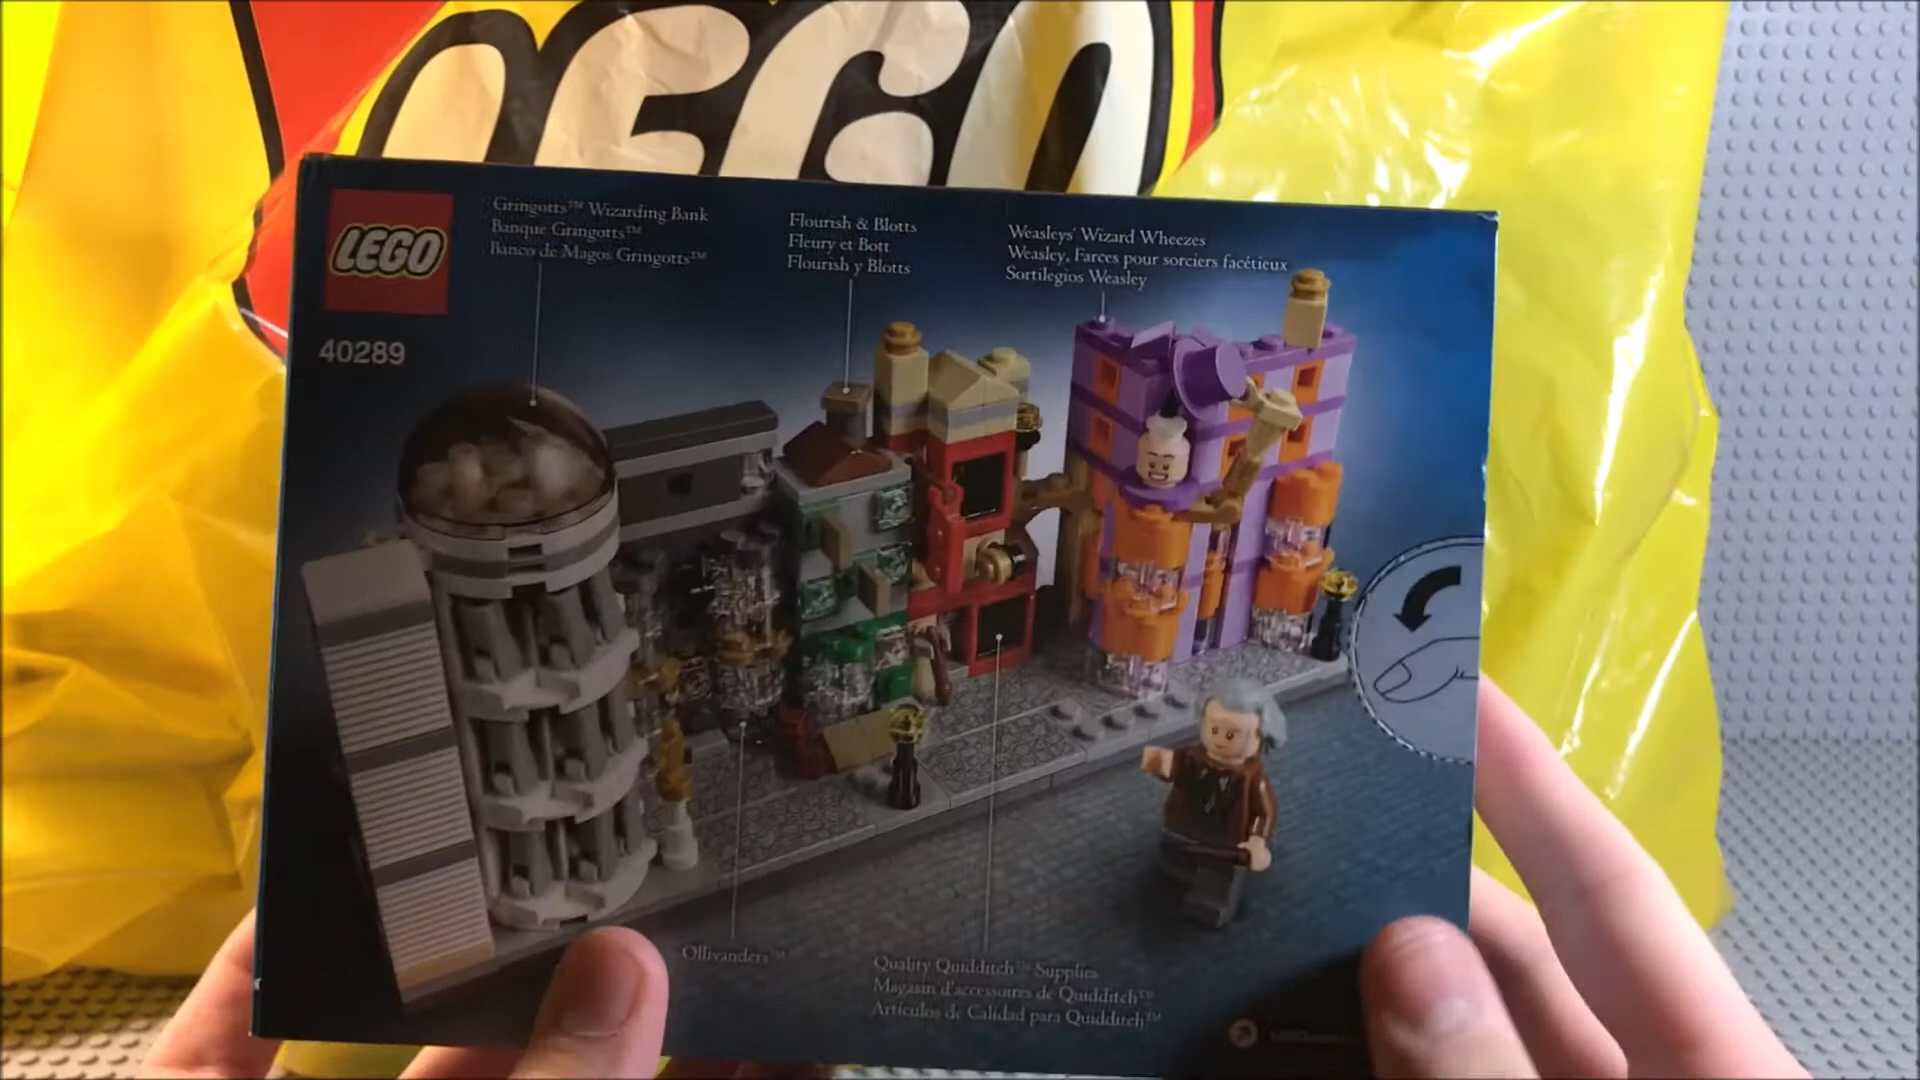 LEGO
LEGO
40289
Gringotts™ Wizarding Bank
Banque Gringotts™
Banco de Magos Gringotts™
Flourish & Blotts
Fleury et Bott
Flourish y Blotts
Weasleys' Wizard Wheezes
Weasley, Farces pour sorciers facétieux
Sortilegios Weasley
Ollivanders™
Quality Quidditch™ Supplies
Magasin d'accessoires de Quidditch™
Artículos de Calidad para Quidditch™